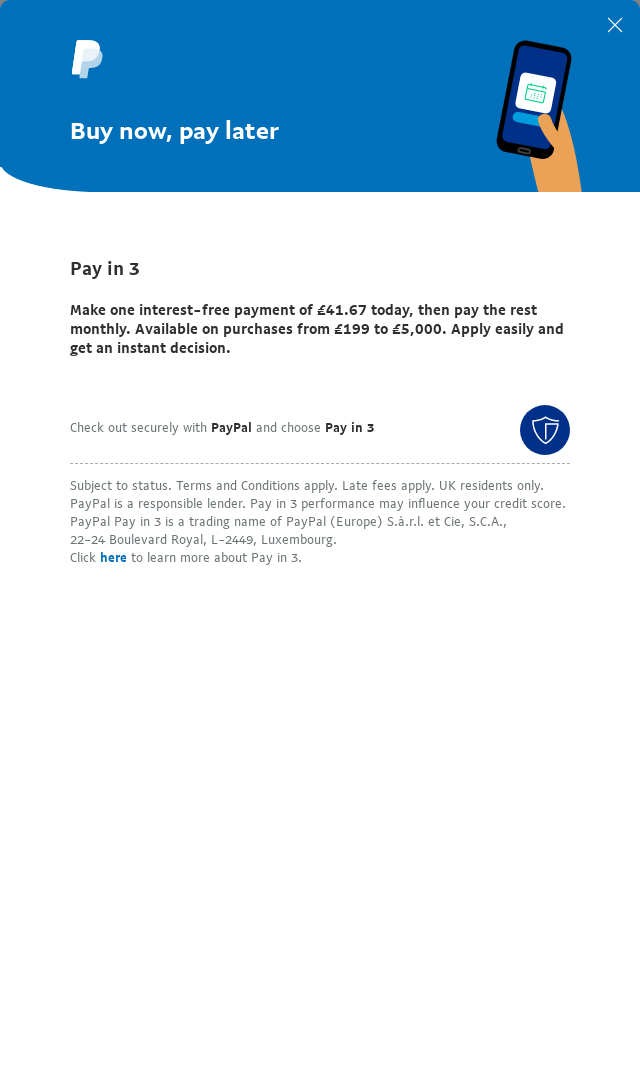 Buy now, pay later
Pay in 3
Make one interest-free payment of £41.67 today, then pay the rest
monthly. Available on purchases from £199 to £5,000. Apply easily and
get an instant decision.
Check out securely with PayPal and choose Pay in 3
Subject to status. Terms and Conditions apply. Late fees apply. UK residents only.
PayPal is a responsible lender. Pay in 3 performance may influence your credit score.
PayPal Pay in 3 is a trading name of PayPal (Europe) S.à.r.l. et Cie, S.C.A.,
22-24 Boulevard Royal, L-2449, Luxembourg.
Click here to learn more about Pay in 3.